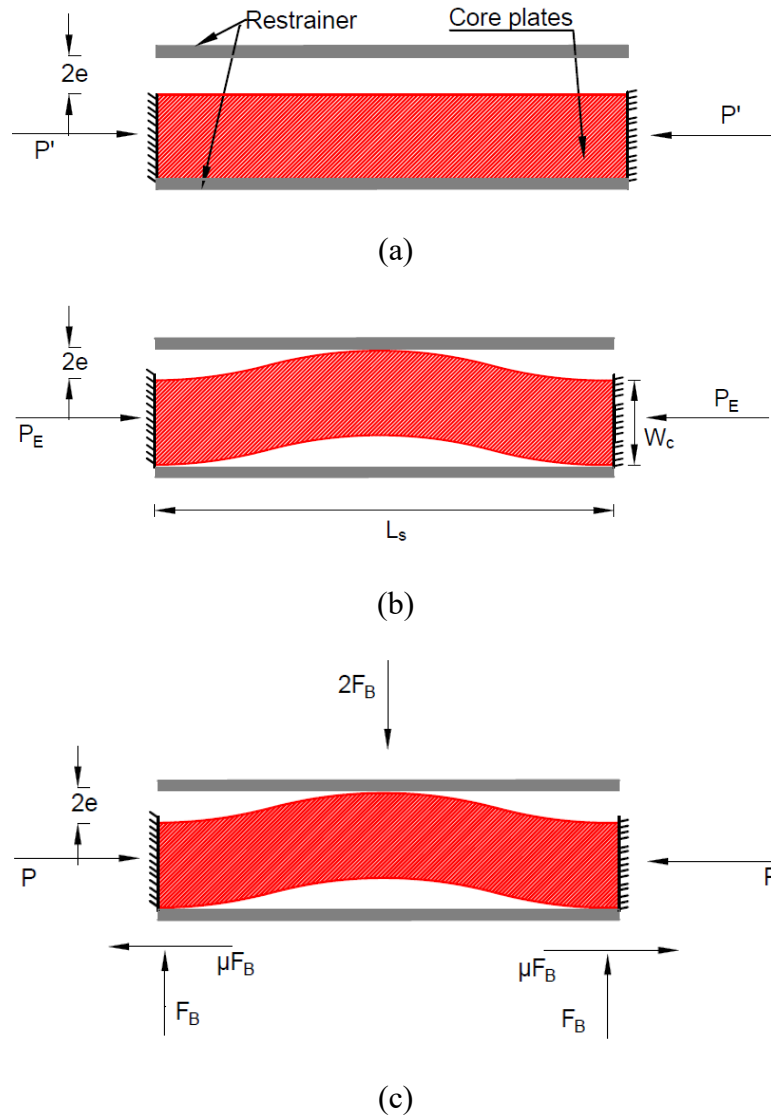 Restrainer
Core plates
2e
P'
P'
(a)
2e
P_E
P_E
W_c
L_s
(b)
2F_B
2e
P
P
μF_B
μF_B
F_B
F_B
(c)